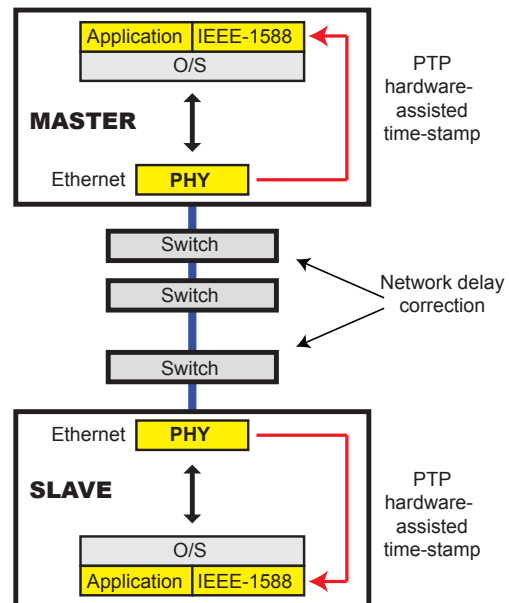 Application IEEE-1588
O/S
MASTER
Ethernet PHY
PTP
hardware-
assisted
time-stamp
Switch
Switch
Network delay
correction
Switch
Ethernet PHY
SLAVE
O/S
Application IEEE-1588
PTP
hardware-
assisted
time-stamp